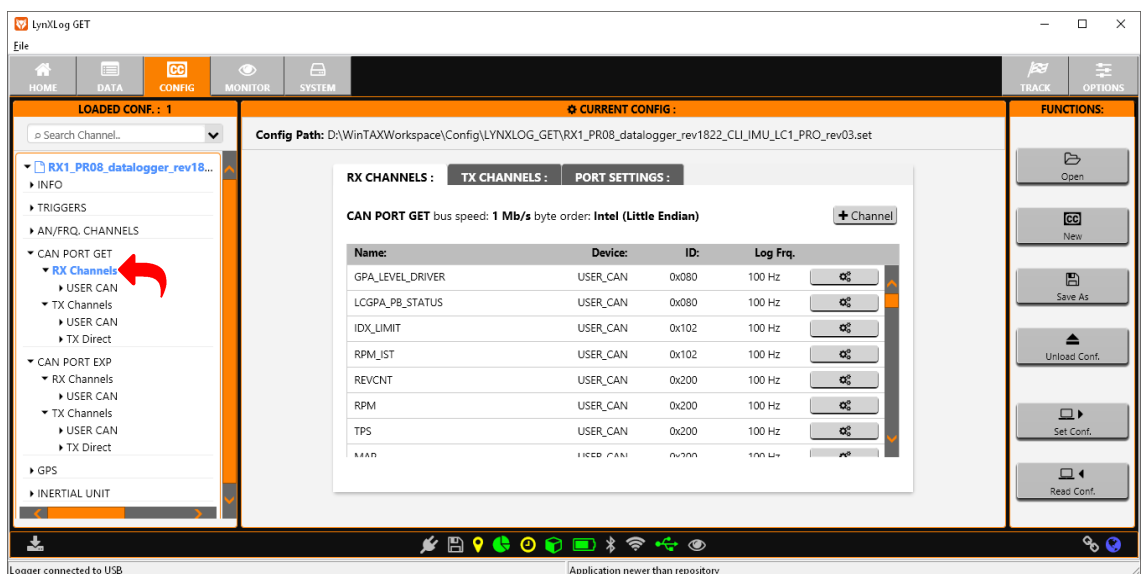 LynXLog GET
File
HOME DATA CONFIG MONITOR SYSTEM TRACK OPTIONS
LOADED CONF. : 1
CURRENT CONFIG :
FUNCTIONS:
Search Channel..
Config Path: D:\WinTAXWorkspace\Config\LYNXLOG_GET\RX1_PR08_datalogger_rev1822_CLI_IMU_LC1_PRO_rev03.set
RX1_PR08_datalogger_rev18...
INFO
TRIGGERS
AN/FRQ. CHANNELS
CAN PORT GET
RX Channels
USER CAN
TX Channels
USER CAN
TX Direct
CAN PORT EXP
RX Channels
USER CAN
TX Channels
USER CAN
TX Direct
GPS
INERTIAL UNIT
RX CHANNELS : TX CHANNELS : PORT SETTINGS :
CAN PORT GET bus speed: 1 Mb/s byte order: Intel (Little Endian)
+ Channel
Name: Device: ID: Log Frq.
GPA_LEVEL_DRIVER USER_CAN 0x080 100 Hz
LCGPA_PB_STATUS USER_CAN 0x080 100 Hz
IDX_LIMIT USER_CAN 0x102 100 Hz
RPM_IST USER_CAN 0x102 100 Hz
REVCNT USER_CAN 0x200 100 Hz
RPM USER_CAN 0x200 100 Hz
TPS USER_CAN 0x200 100 Hz
MAP USER_CAN 0x200 100 Hz
Open
CC
New
Save As
Unload Conf.
Set Conf.
Read Conf.
Logger connected to USB
Application newer than repository